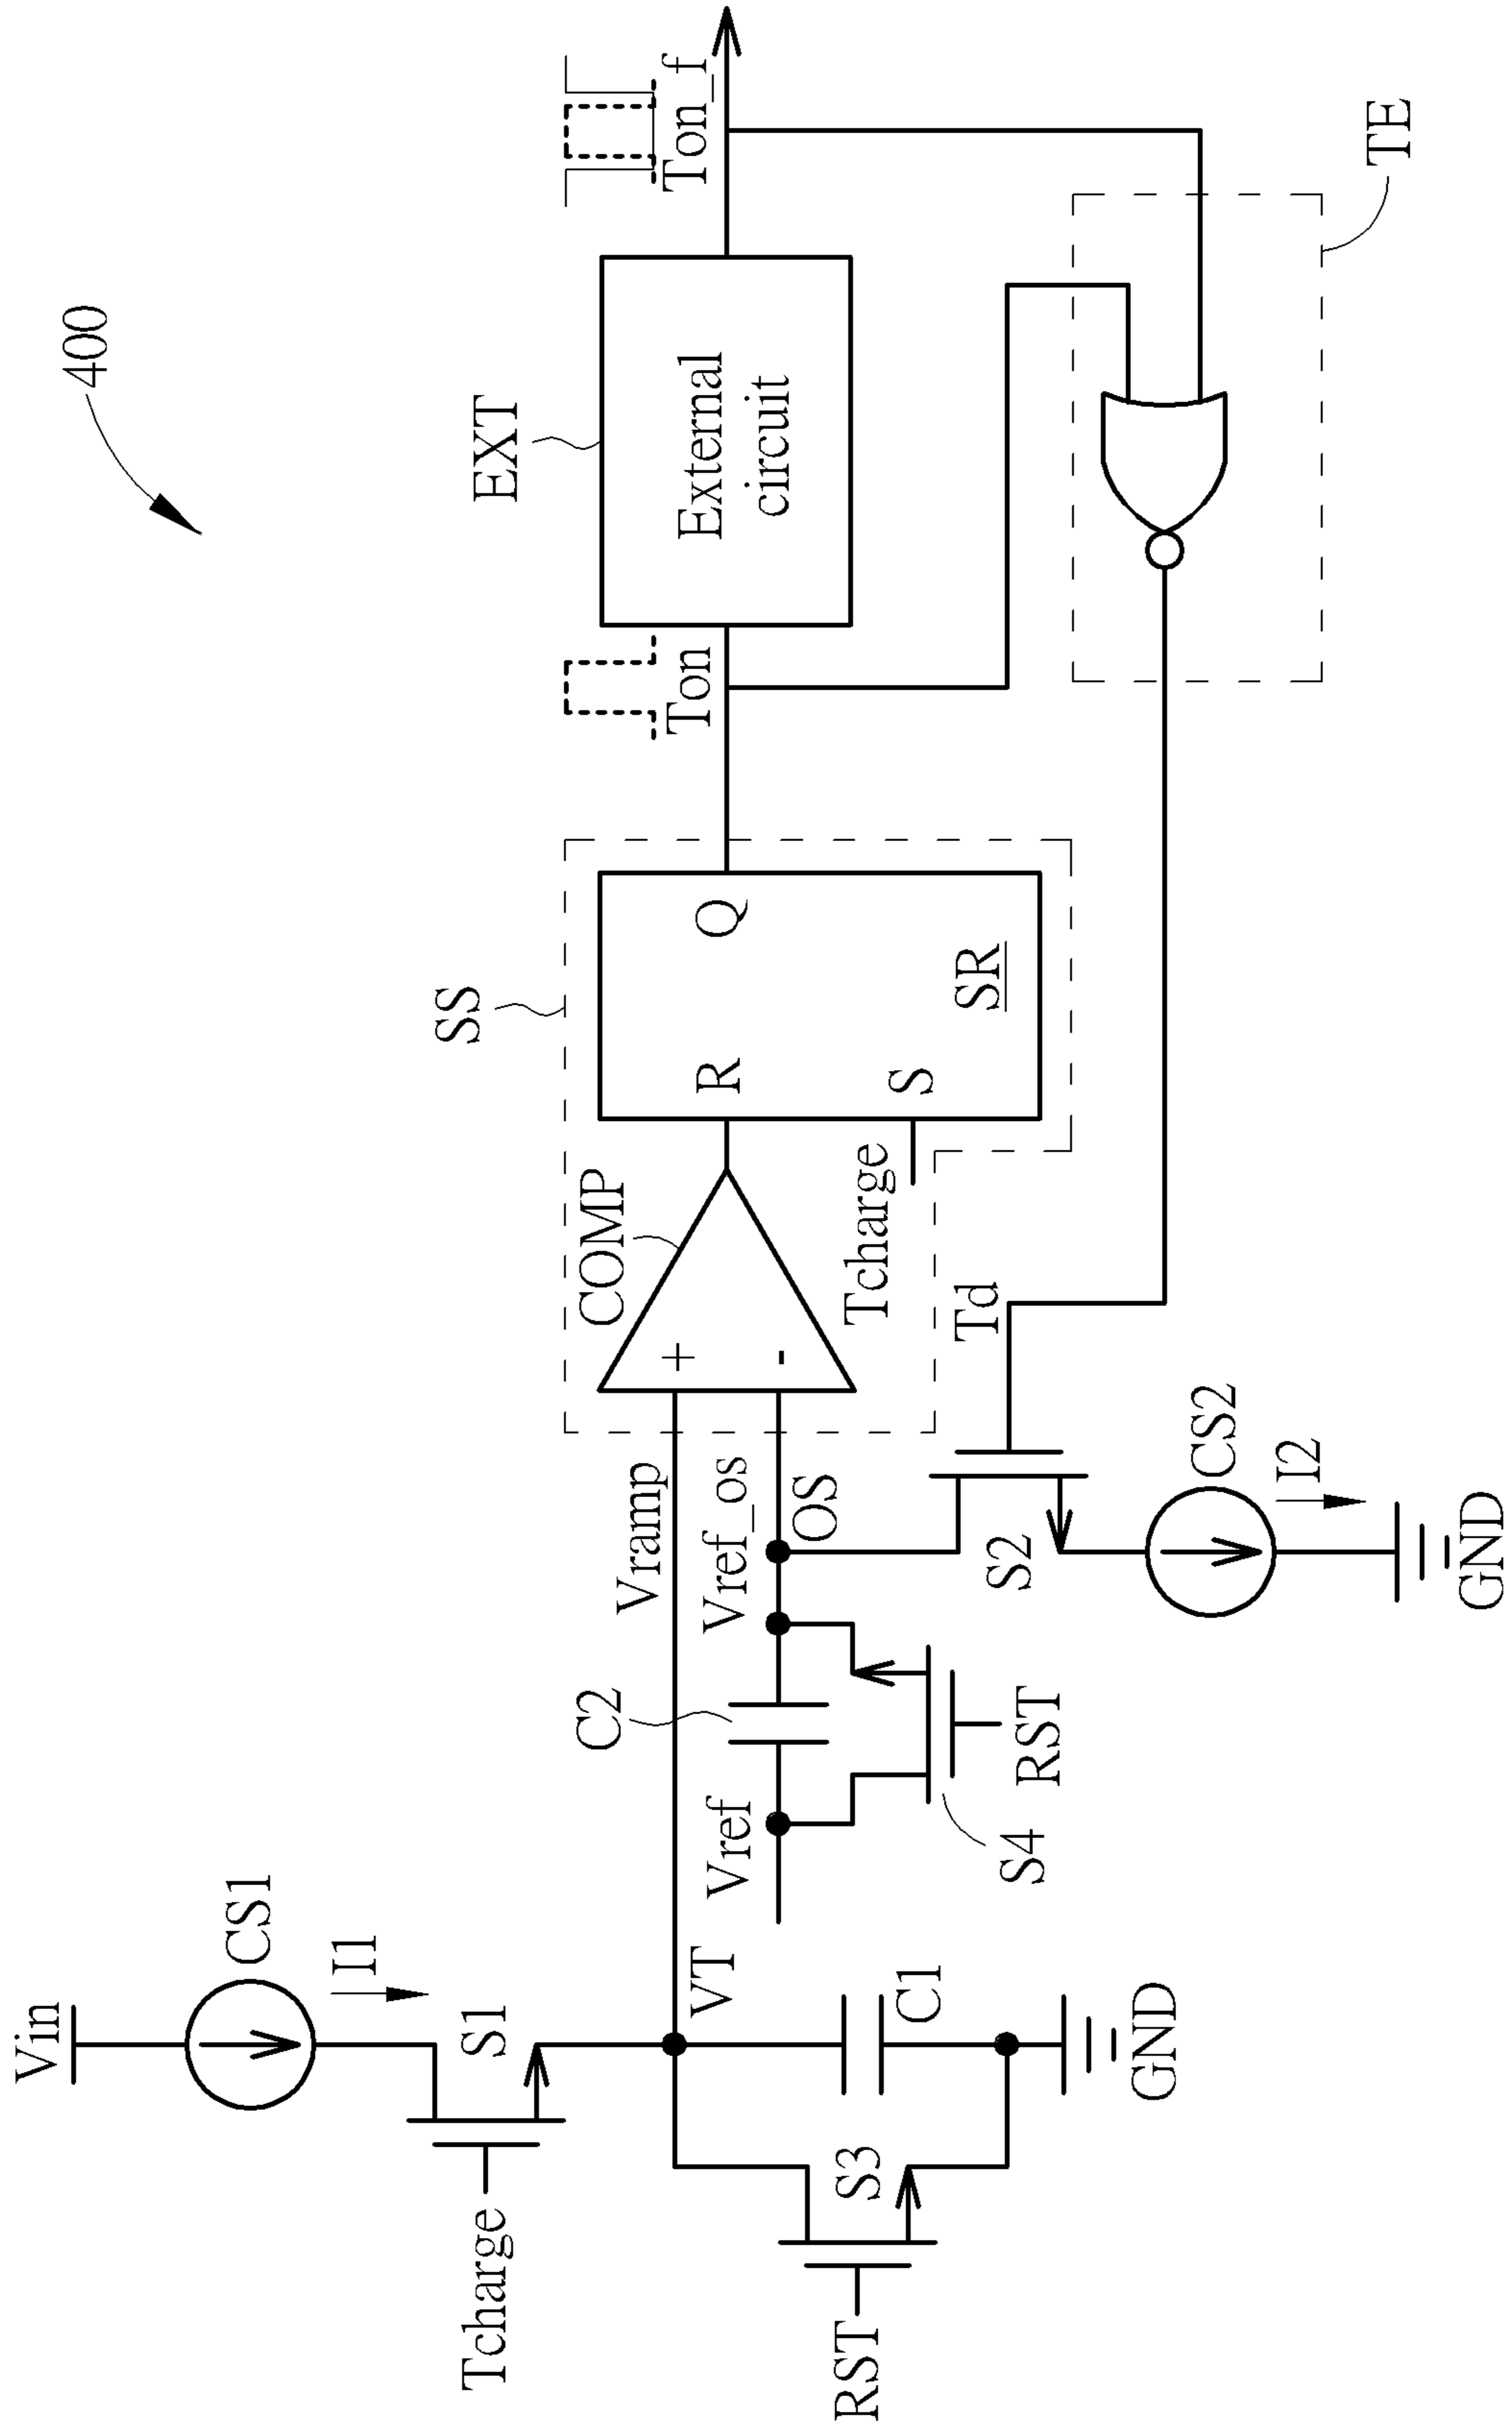 400
Vin
CS1
I1
Tcharge
S1
VT
RST
S3
C1
GND
Vramp
C2
Vref
Vref_os
OS
S4
RST
S2
Td
CS2
I2
GND
SS
COMP
+
-
R
Q
S
SR
Tcharge
Ton
EXT
External
circuit
Ton_f
TE